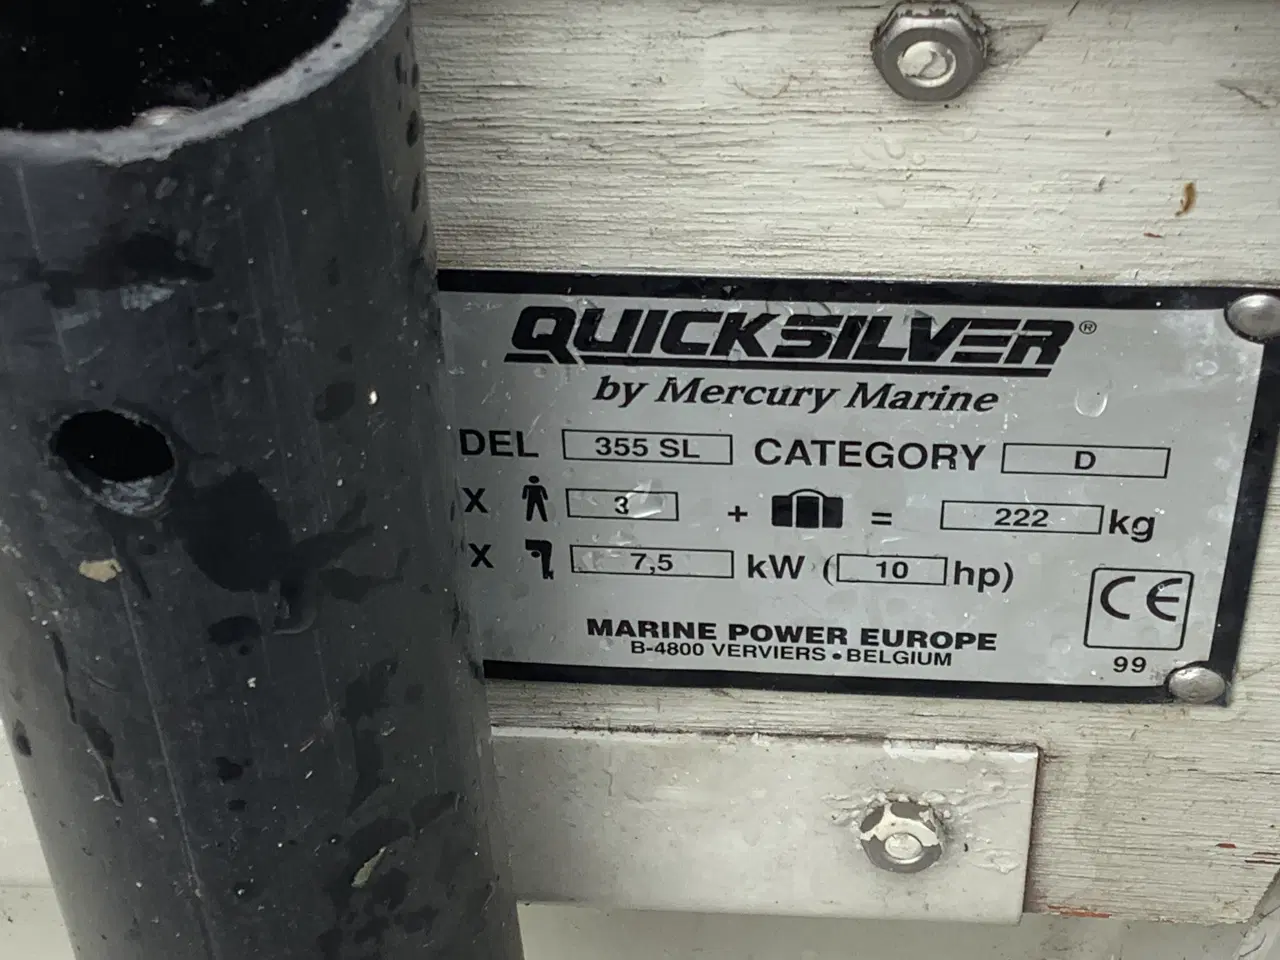 QUICKSILVER®
by Mercury Marine
DEL 355 SL CATEGORY D
X 3 + = 222 kg
X 7,5 kW (10 hp)
CE
MARINE POWER EUROPE
B-4800 VERVIERS • BELGIUM
99